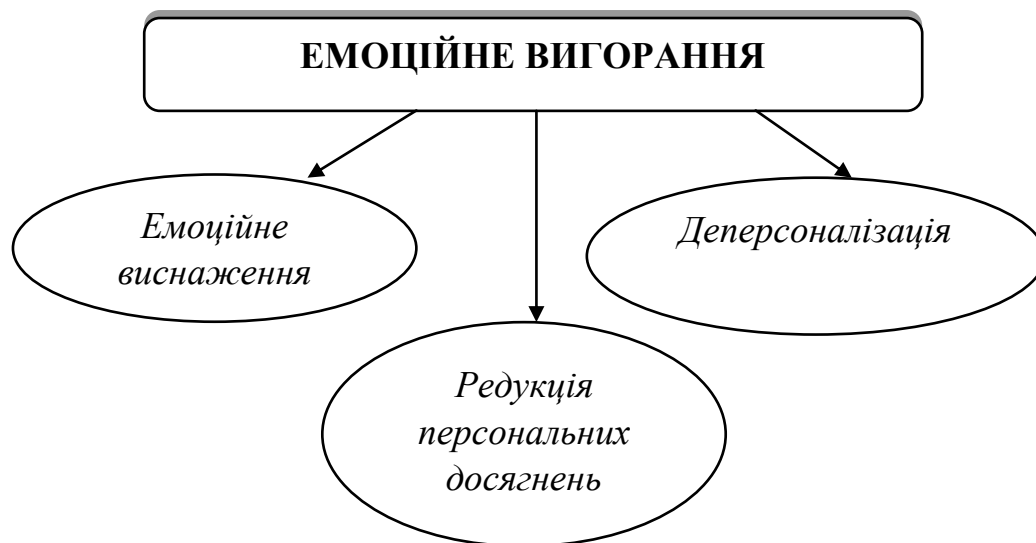 ЕМОЦІЙНЕ ВИГОРАННЯ
Емоційне
виснаження
Деперсоналізація
Редукція
персональних
досягнень